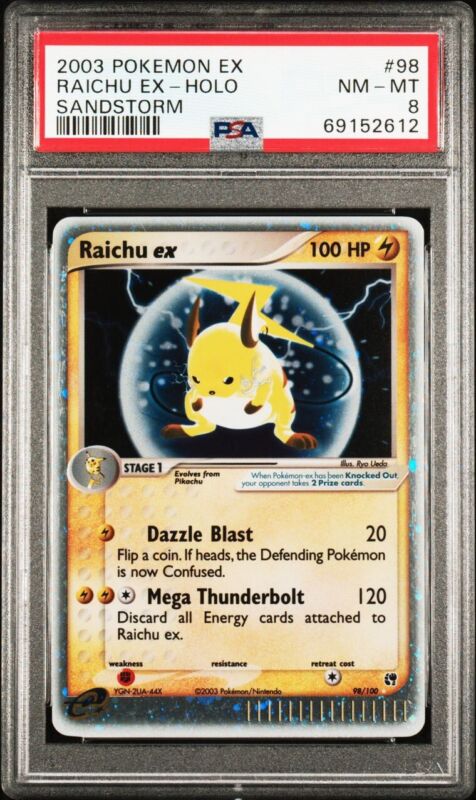 2003 POKEMON EX #98
RAICHU EX - HOLO NM - MT
SANDSTORM 8
PSA 69152612
Raichu ex 100 HP
Illus. Ryo Ueda
STAGE 1
Evolves from
Pikachu
When Pokémon-ex has been Knocked Out,
your opponent takes 2 Prize cards.
Dazzle Blast 20
Flip a coin. If heads, the Defending Pokémon
is now Confused.
Mega Thunderbolt 120
Discard all Energy cards attached to
Raichu ex.
weakness resistance retreat cost
YGN-2UA-44X ©2003 Pokémon/Nintendo 98/100
e